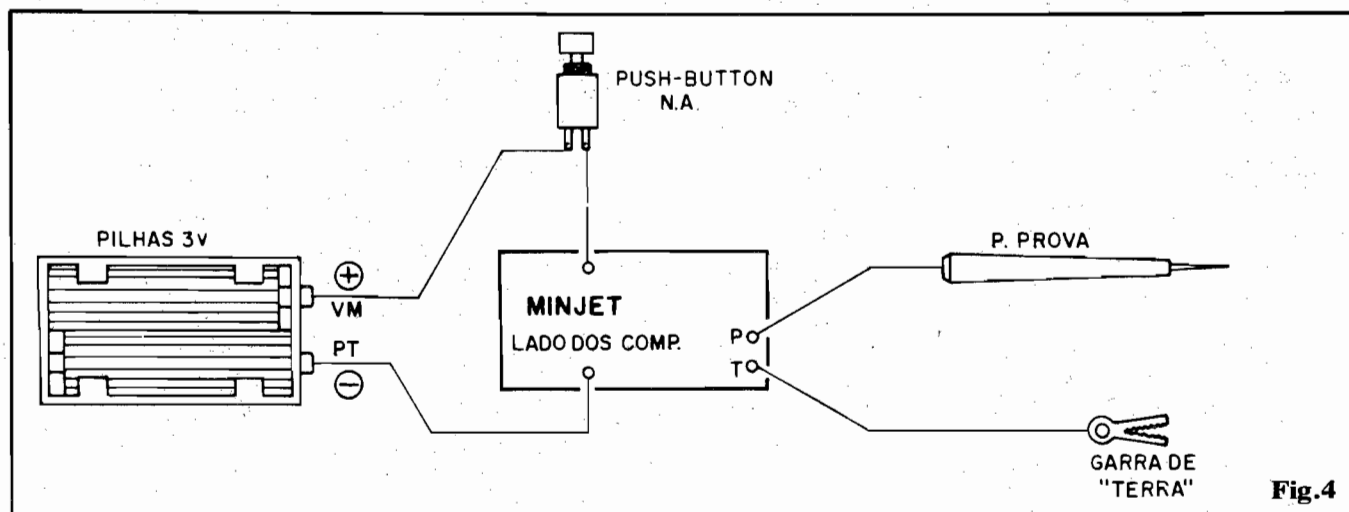 PUSH-BUTTON
N.A.
PILHAS 3V
+
VM
PT
−
MINJET
LADO DOS COMP.
P
T
P. PROVA
GARRA DE
"TERRA"
Fig.4